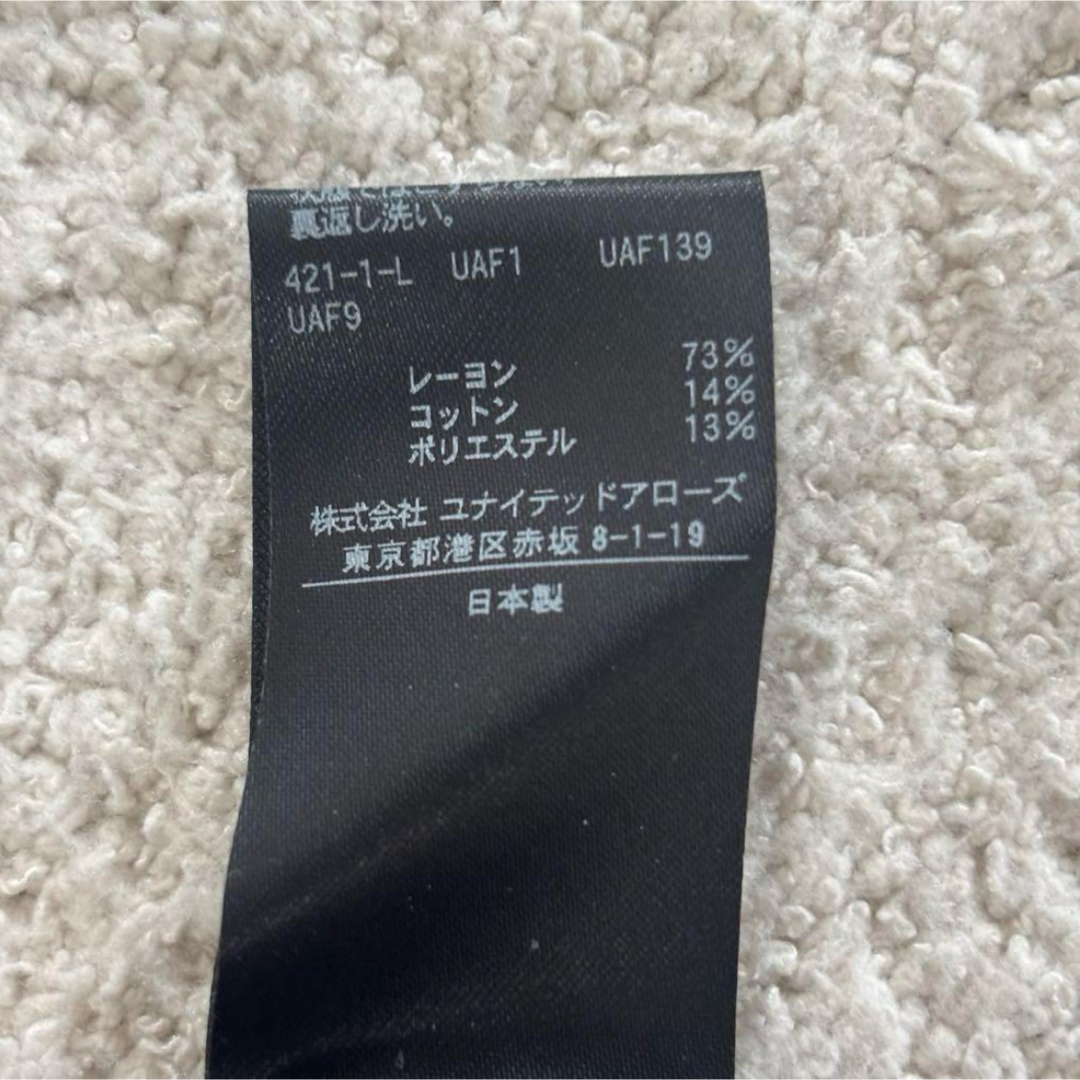 裏返し洗い。
421-1-L UAF1 UAF139
UAF9
レーヨン 73%
コットン 14%
ポリエステル 13%
株式会社 ユナイテッドアローズ
東京都港区赤坂 8-1-19
日本製